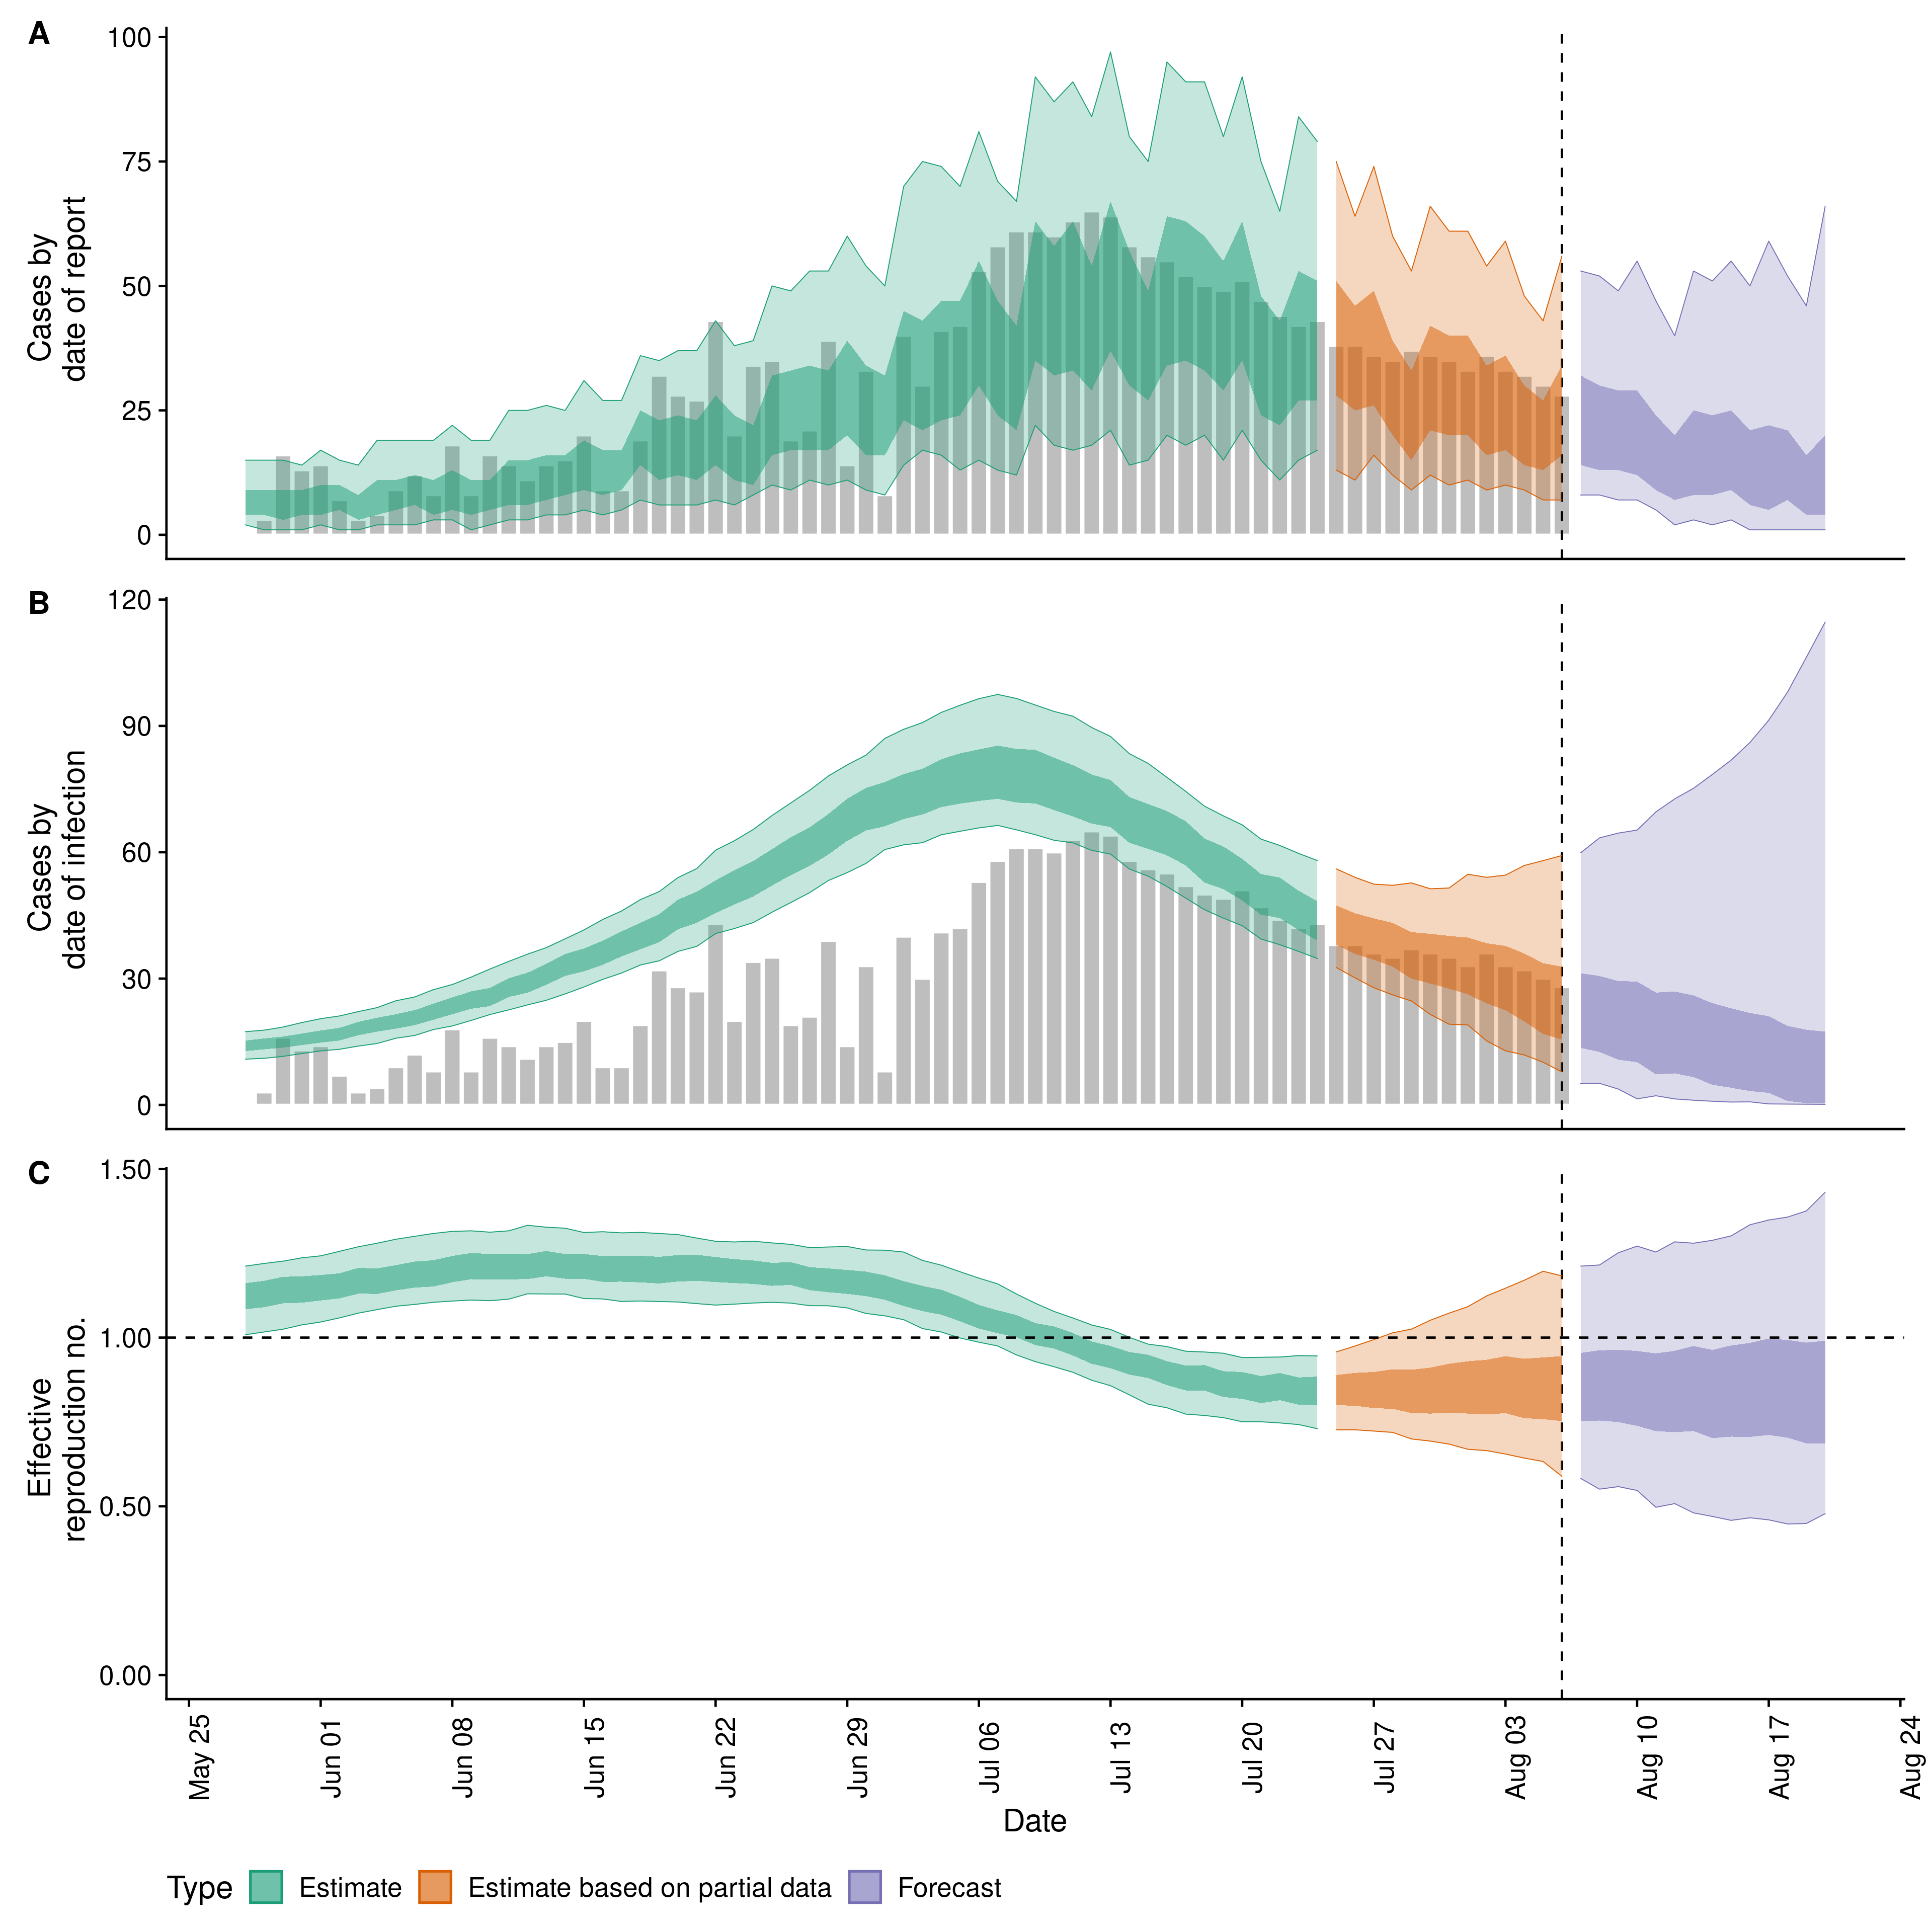 A
100
75
50
25
0
Cases by
date of report
B
120
90
60
30
0
Cases by
date of infection
C
1.50
1.00
0.50
0.00
Effective
reproduction no.
May 25
Jun 01
Jun 08
Jun 15
Jun 22
Jun 29
Jul 06
Jul 13
Jul 20
Jul 27
Aug 03
Aug 10
Aug 17
Aug 24
Date
Type
Estimate
Estimate based on partial data
Forecast